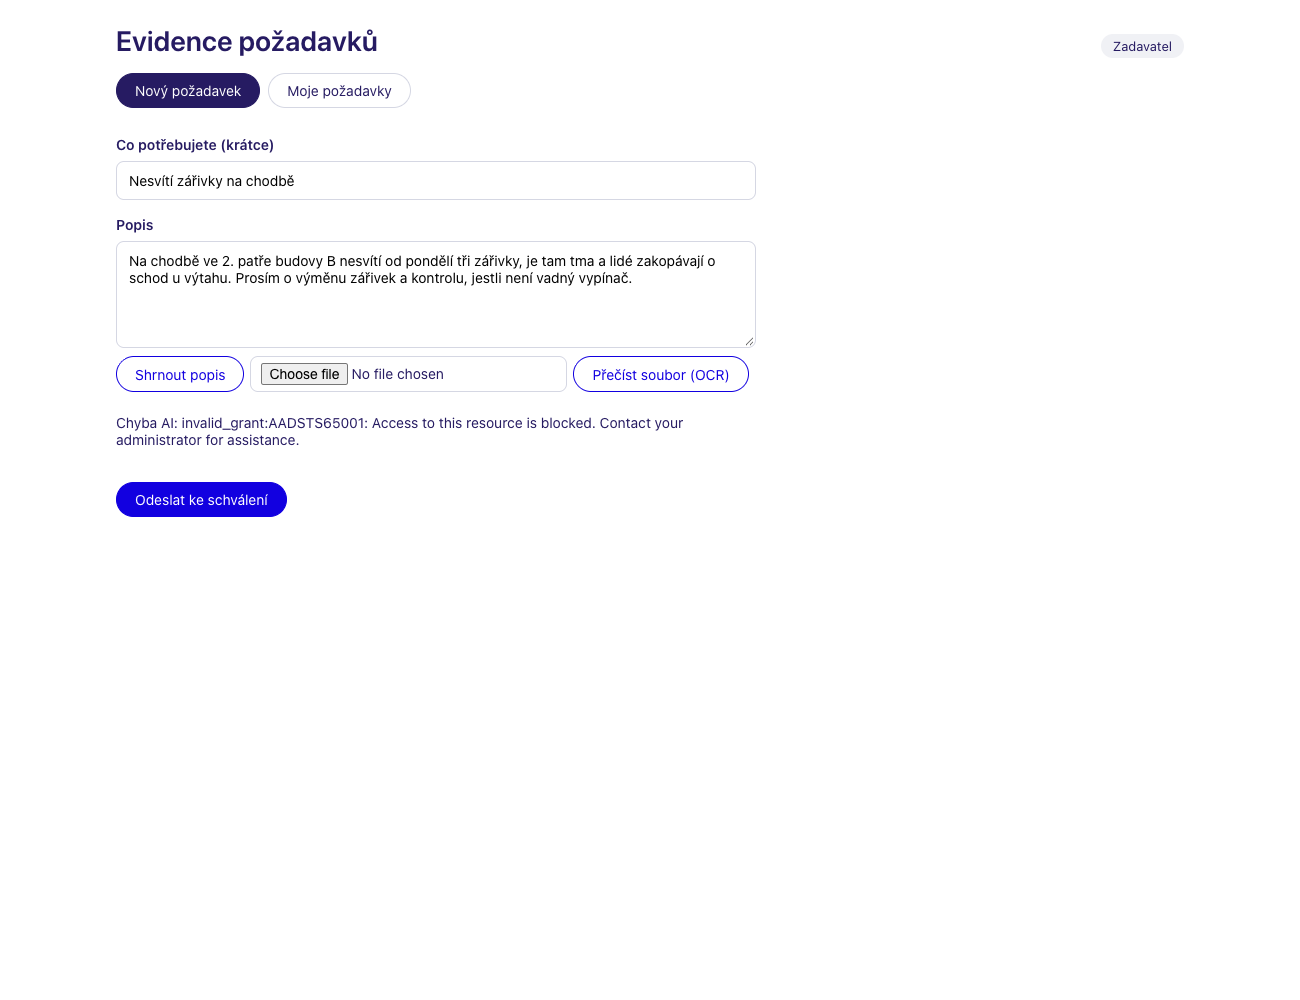 Evidence požadavků
Zadavatel
Nový požadavek
Moje požadavky
Co potřebujete (krátce)
Nesvítí zářivky na chodbě
Popis
Na chodbě ve 2. patře budovy B nesvítí od pondělí tři zářivky, je tam tma a lidé zakopávají o
schod u výtahu. Prosím o výměnu zářivek a kontrolu, jestli není vadný vypínač.
Shrnout popis
Choose file No file chosen
Přečíst soubor (OCR)
Chyba AI: invalid_grant:AADSTS65001: Access to this resource is blocked. Contact your
administrator for assistance.
Odeslat ke schválení